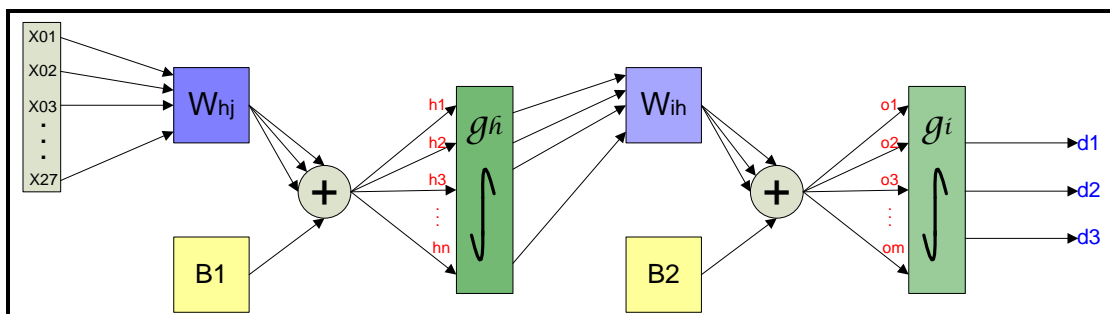 X01
X02
X03
.
.
.
X27
Whj
B1
+
h1
h2
h3
...
hn
gh
Wih
B2
+
o1
o2
o3
...
om
gi
d1
d2
d3